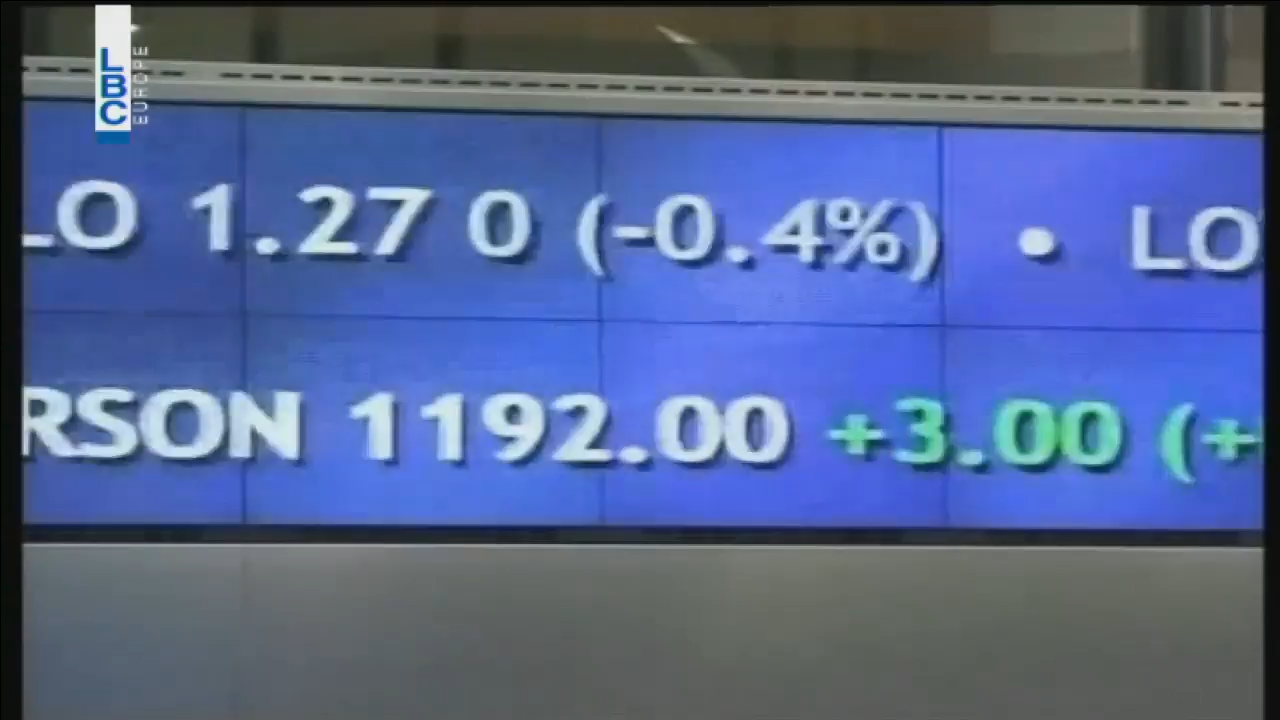 LBC
EUROPE
LO 1.27 0 (-0.4%) • LO
RSON 1192.00 +3.00 (+